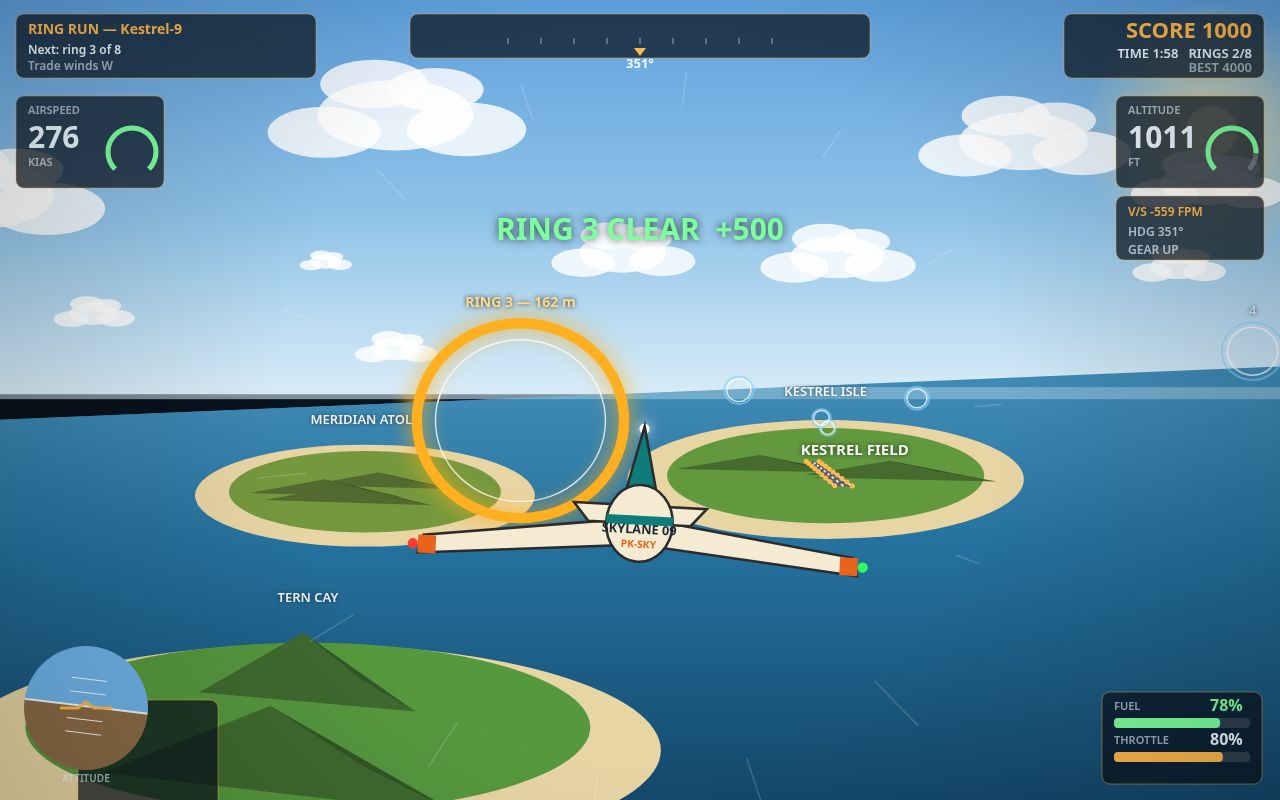 RING RUN — Kestrel-9
Next: ring 3 of 8
Trade winds W
351°
SCORE 1000
TIME 1:58 RINGS 2/8
BEST 4000
AIRSPEED
276
KIAS
ALTITUDE
1011
FT
V/S -559 FPM
HDG 351°
GEAR UP
RING 3 CLEAR +500
RING 3 — 162 m
4
KESTREL ISLE
MERIDIAN ATOL
KESTREL FIELD
SKYLANE 09
PK-SKY
TERN CAY
ATTITUDE
FUEL 78%
THROTTLE 80%